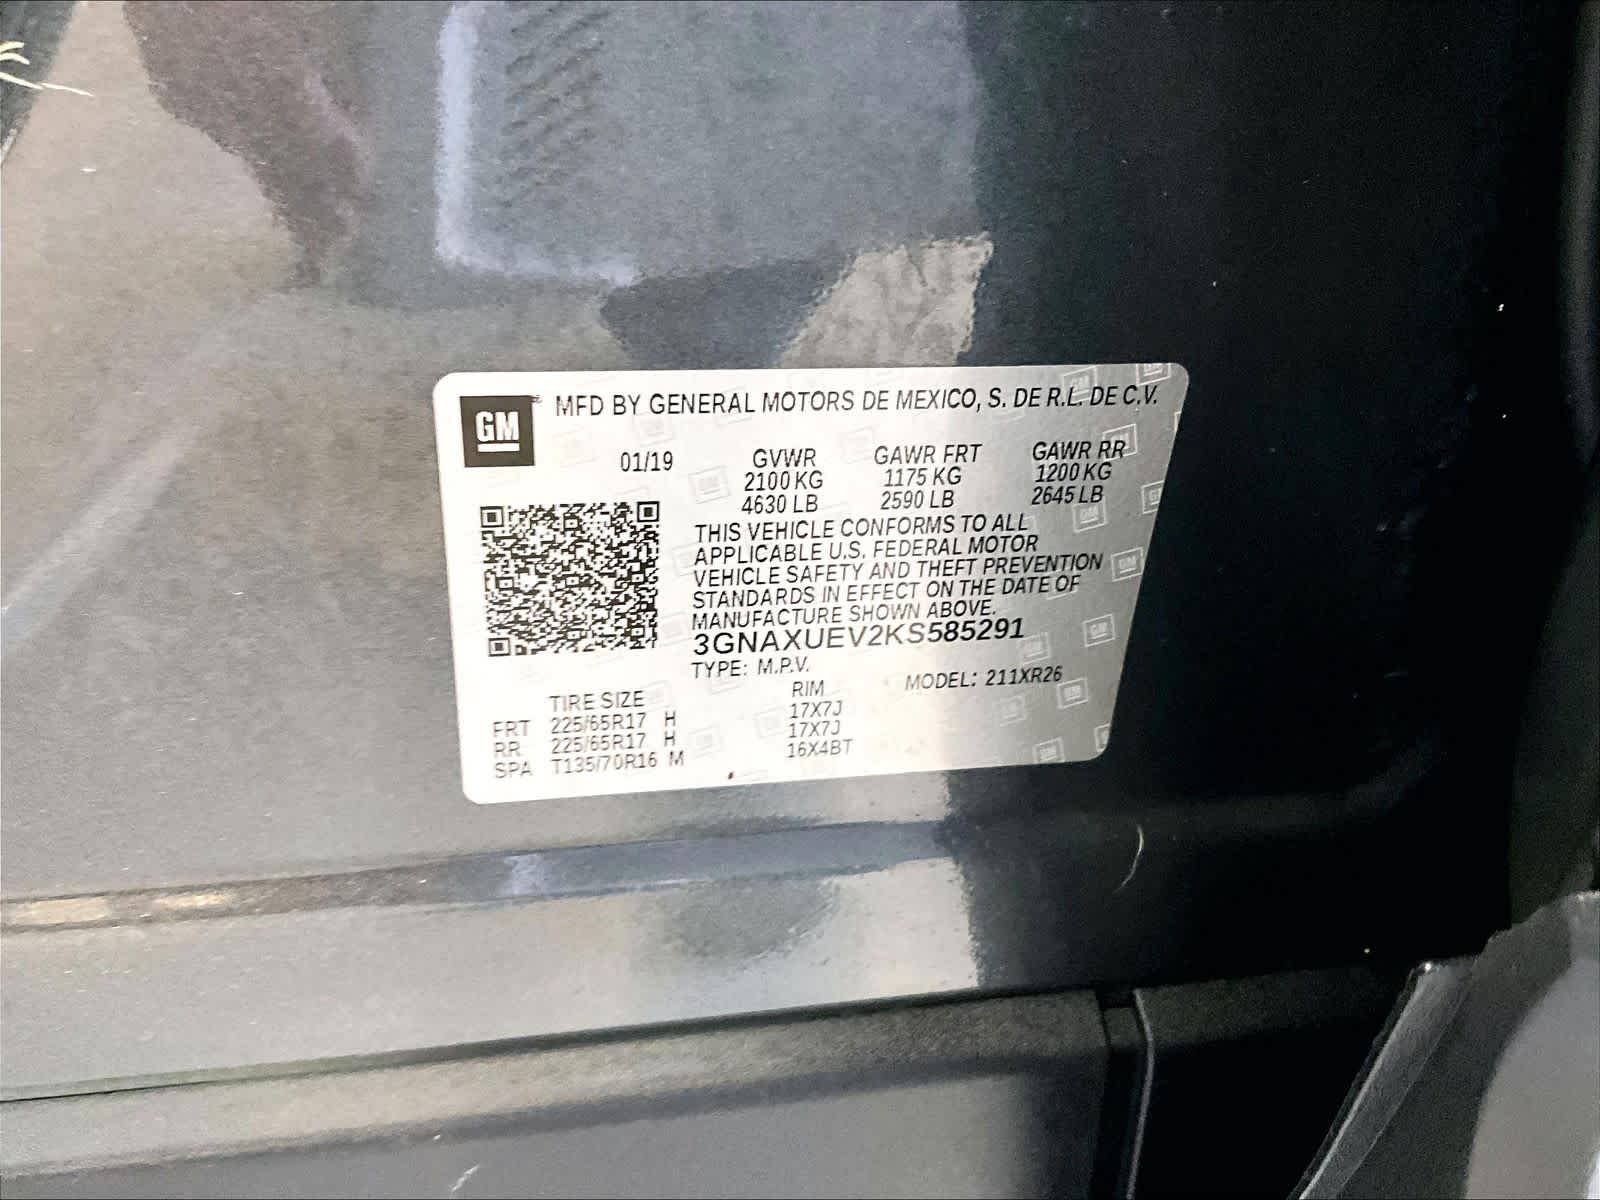 GM
MFD BY GENERAL MOTORS DE MEXICO, S. DE R.L. DE C.V.
01/19 GVWR GAWR FRT GAWR RR
2100 KG 1175 KG 1200 KG
4630 LB 2590 LB 2645 LB
THIS VEHICLE CONFORMS TO ALL
APPLICABLE U.S. FEDERAL MOTOR
VEHICLE SAFETY AND THEFT PREVENTION
STANDARDS IN EFFECT ON THE DATE OF
MANUFACTURE SHOWN ABOVE.
3GNAXUEV2KS585291
TYPE: M.P.V. MODEL: 211XR26
TIRE SIZE RIM
FRT 225/65R17 H 17X7J
RR 225/65R17 H 17X7J
SPA T135/70R16 M 16X4BT